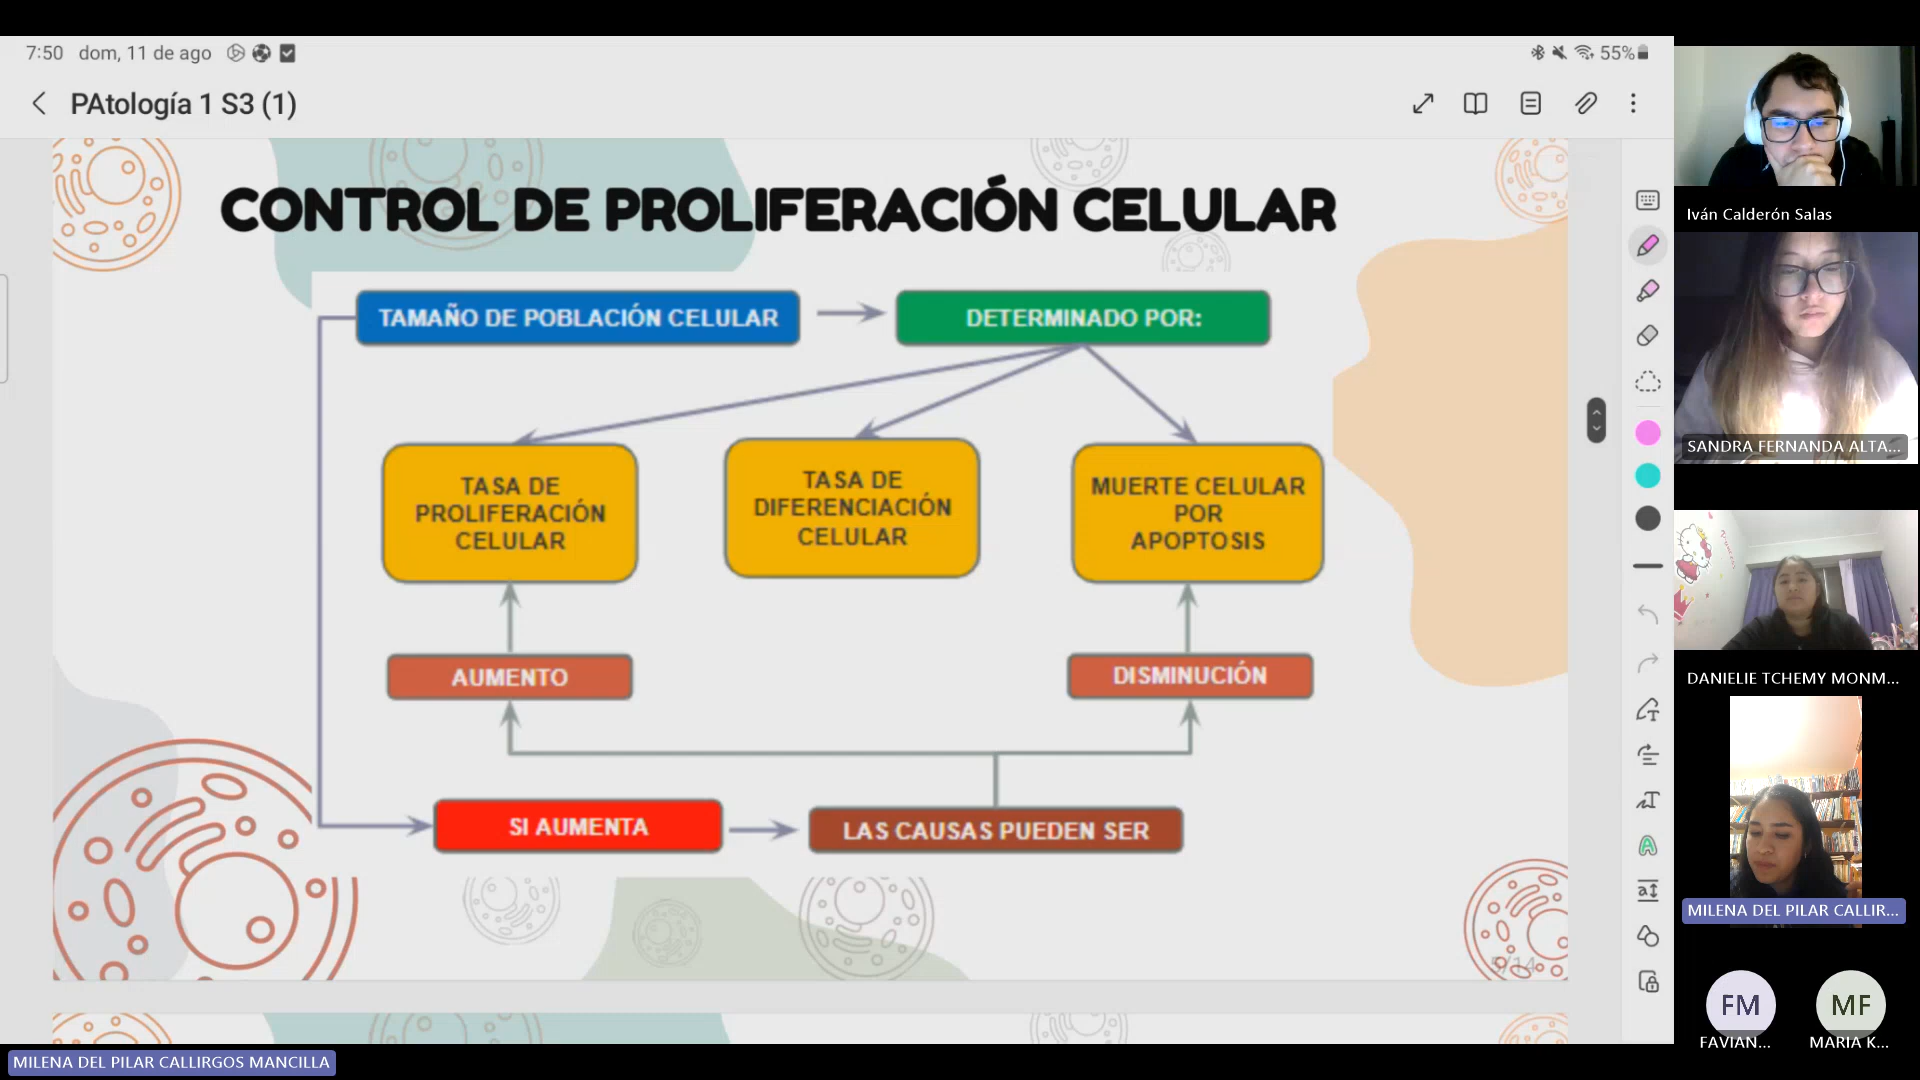 7:50 dom, 11 de ago
55%
PAtología 1 S3 (1)
CONTROL DE PROLIFERACIÓN CELULAR
TAMAÑO DE POBLACIÓN CELULAR
DETERMINADO POR:
TASA DE
PROLIFERACIÓN
CELULAR
TASA DE
DIFERENCIACIÓN
CELULAR
MUERTE CELULAR
POR
APOPTOSIS
AUMENTO
DISMINUCIÓN
SI AUMENTA
LAS CAUSAS PUEDEN SER
5/14
MILENA DEL PILAR CALLIRGOS MANCILLA
Iván Calderón Salas
SANDRA FERNANDA ALTA...
DANIELIE TCHEMY MONM...
MILENA DEL PILAR CALLIR...
FM
FAVIAN...
MF
MARIA K...